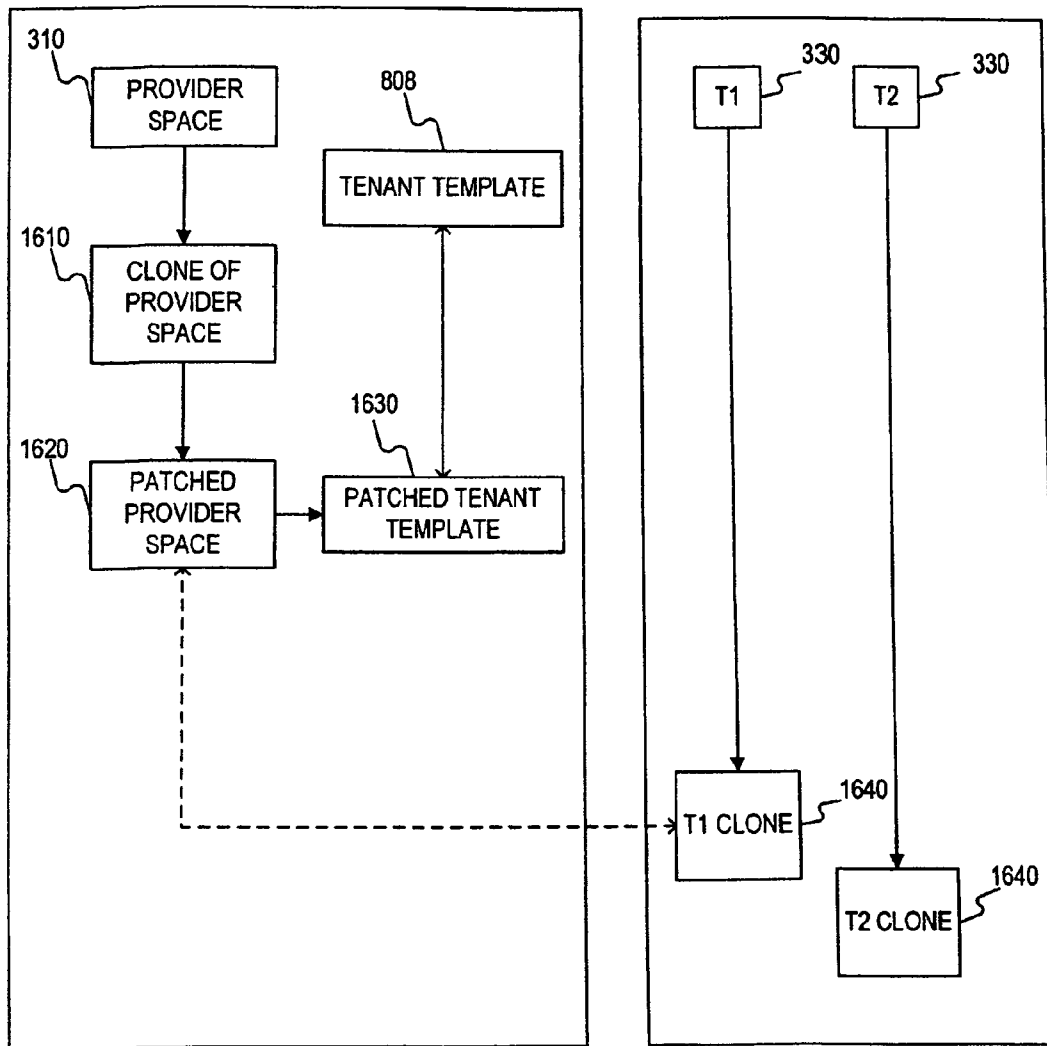 310
PROVIDER
SPACE
808
TENANT TEMPLATE
1610
CLONE OF
PROVIDER
SPACE
1620
PATCHED
PROVIDER
SPACE
1630
PATCHED TENANT
TEMPLATE
330
T1
330
T2
1640
T1 CLONE
1640
T2 CLONE